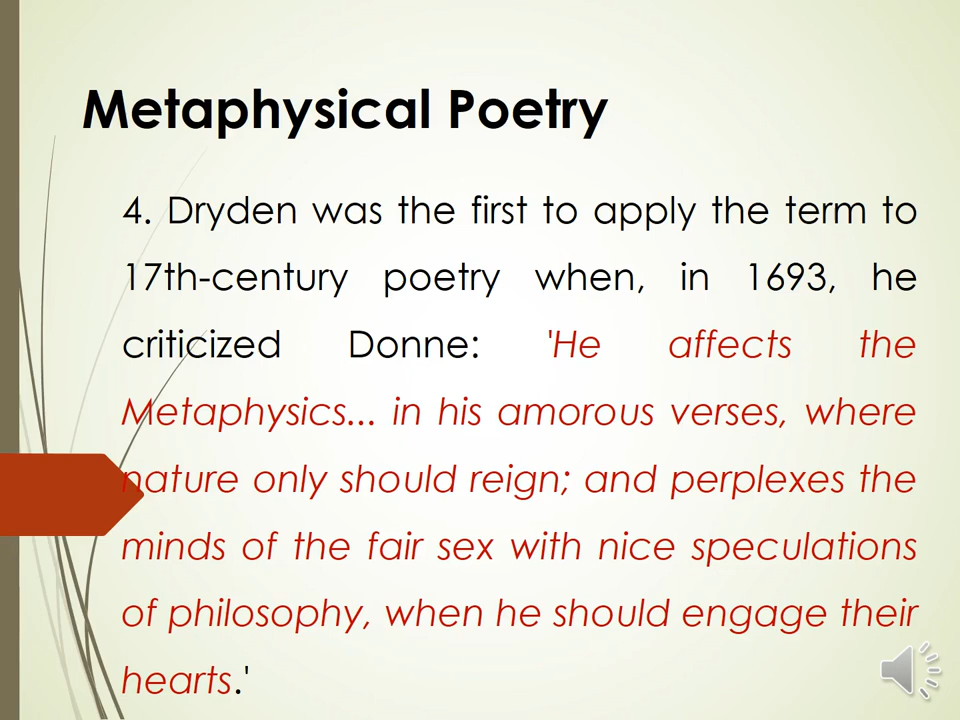 Metaphysical Poetry
4. Dryden was the first to apply the term to
17th-century poetry when, in 1693, he
criticized Donne: 'He affects the
Metaphysics... in his amorous verses, where
nature only should reign; and perplexes the
minds of the fair sex with nice speculations
of philosophy, when he should engage their
hearts.'